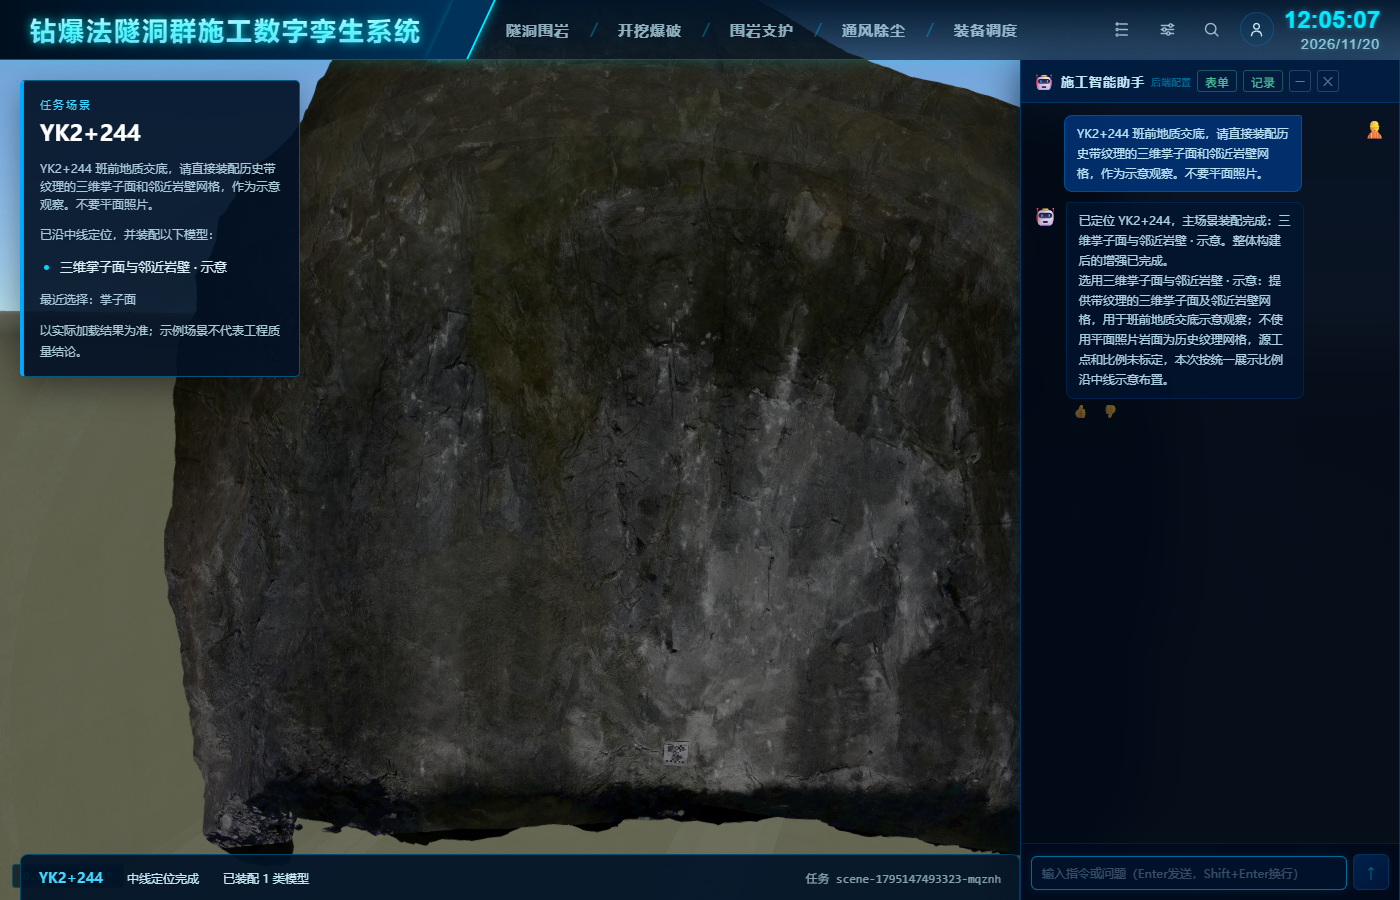 钻爆法隧洞群施工数字孪生系统
隧洞围岩 / 开挖爆破 / 围岩支护 / 通风除尘 / 装备调度
12:05:07
2026/11/20
任务场景
YK2+244
YK2+244 班前地质交底，请直接装配历史带
纹理的三维掌子面和邻近岩壁网格，作为示意
观察。不要平面照片。
已沿中线定位，并装配以下模型：
三维掌子面与邻近岩壁 · 示意
最近选择：掌子面
以实际加载结果为准；示例场景不代表工程质
量结论。
施工智能助手 后端配置 表单 记录
YK2+244 班前地质交底，请直接装配历
史带纹理的三维掌子面和邻近岩壁网
格，作为示意观察。不要平面照片。
已定位 YK2+244，主场景装配完成：三
维掌子面与邻近岩壁 · 示意。整体构建
后的增强已完成。
选用三维掌子面与邻近岩壁 · 示意：提
供带纹理的三维掌子面及邻近岩壁网
格，用于班前地质交底示意观察；不使
用平面照片岩面为历史纹理网格，源工
点和比例未标定，本次按统一展示比例
沿中线示意布置。
YK2+244 中线定位完成 已装配 1 类模型
任务 scene-1795147493323-mqznh
输入指令或问题（Enter发送，Shift+Enter换行）